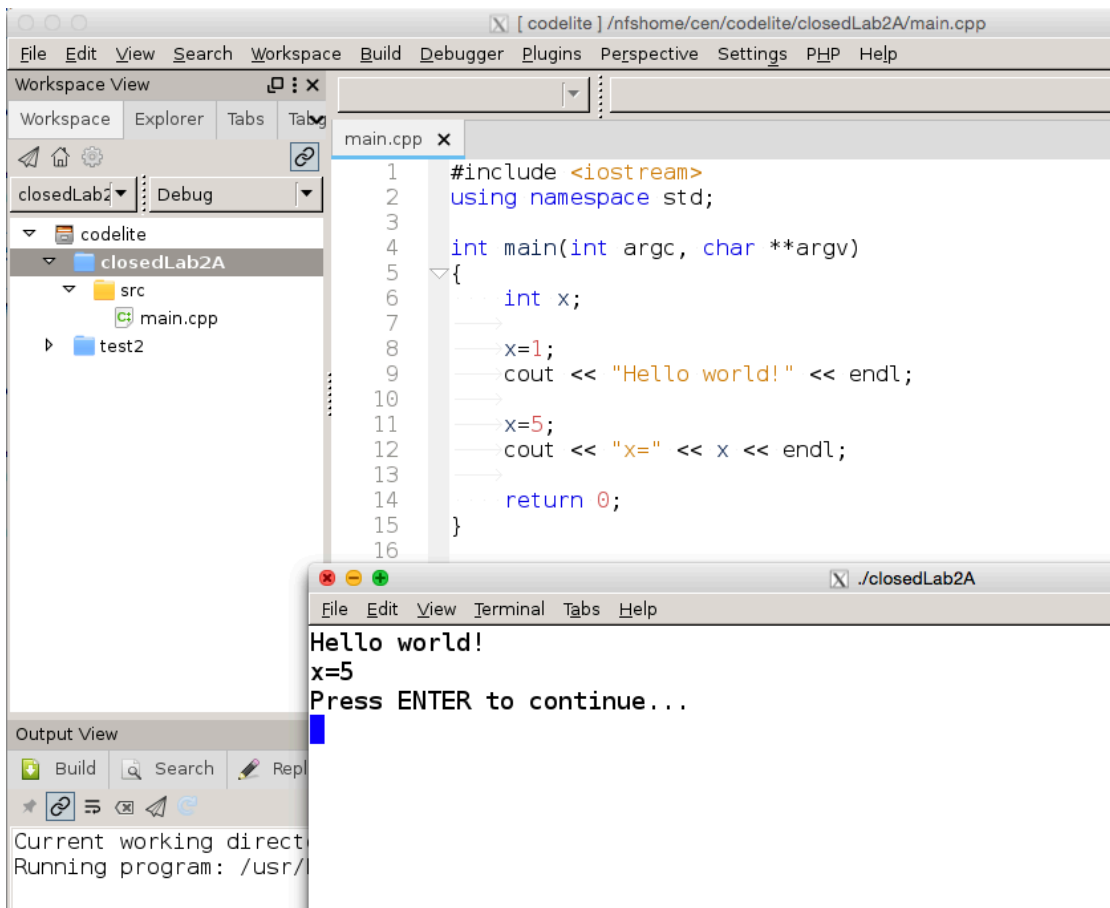 [ codelite ] /nfshome/cen/codelite/closedLab2A/main.cpp
File Edit View Search Workspace Build Debugger Plugins Perspective Settings PHP Help
Workspace View
Workspace Explorer Tabs
closedLab2 Debug
codelite
closedLab2A
src
main.cpp
test2
main.cpp
1 #include <iostream>
2 using namespace std;
3
4 int main(int argc, char **argv)
5 {
6 int x;
7
8 x=1;
9 cout << "Hello world!" << endl;
10
11 x=5;
12 cout << "x=" << x << endl;
13
14 return 0;
15 }
16
./closedLab2A
File Edit View Terminal Tabs Help
Hello world!
x=5
Press ENTER to continue...
Output View
Build Search Repl
Current working direct
Running program: /usr/